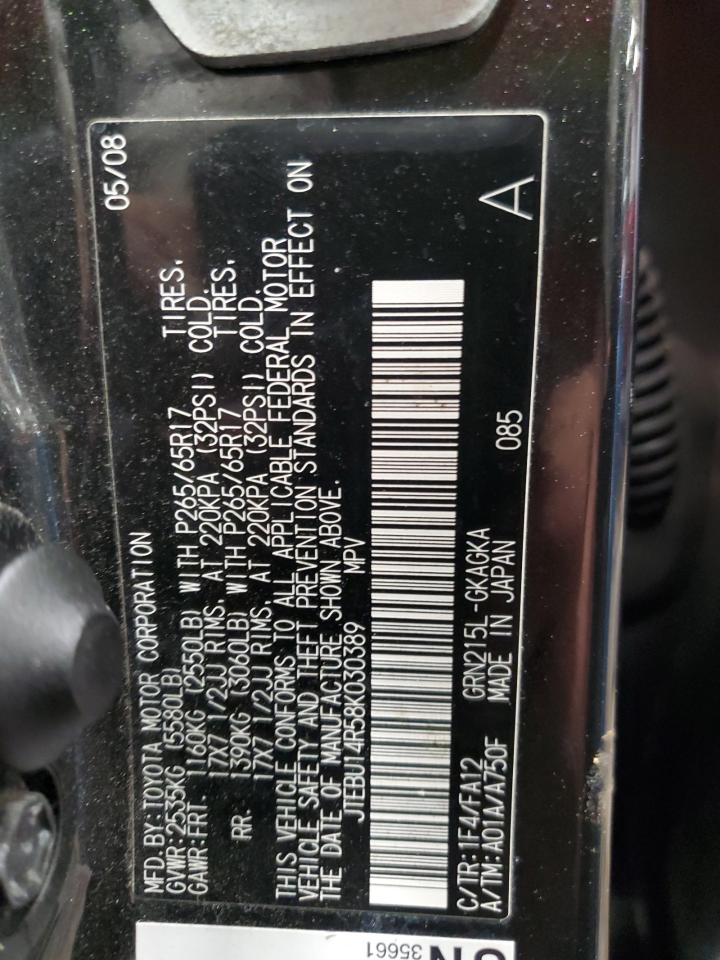 MFD.BY:TOYOTA MOTOR CORPORATION 05/08
GVWR:2535KG (5580LB)
GAWR:FRT. 1160KG (2550LB) WITH P265/65R17 TIRES.
17X7 1/2JJ RIMS, AT 220KPA (32PSI) COLD.
RR. 1390KG (3060LB) WITH P265/65R17 TIRES.
17X7 1/2JJ RIMS, AT 220KPA (32PSI) COLD.
THIS VEHICLE CONFORMS TO ALL APPLICABLE FEDERAL MOTOR
VEHICLE SAFETY AND THEFT PREVENTION STANDARDS IN EFFECT ON
THE DATE OF MANUFACTURE SHOWN ABOVE.
JTEBU14R58K030389 MPV
C/TR:1F4/FA12 GRN215L-GKAGKA 085 A
A/TM:A01A/A750F MADE IN JAPAN
35661